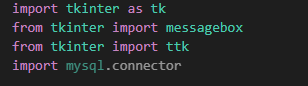 import tkinter as tk
from tkinter import messagebox
from tkinter import ttk
import mysql.connector